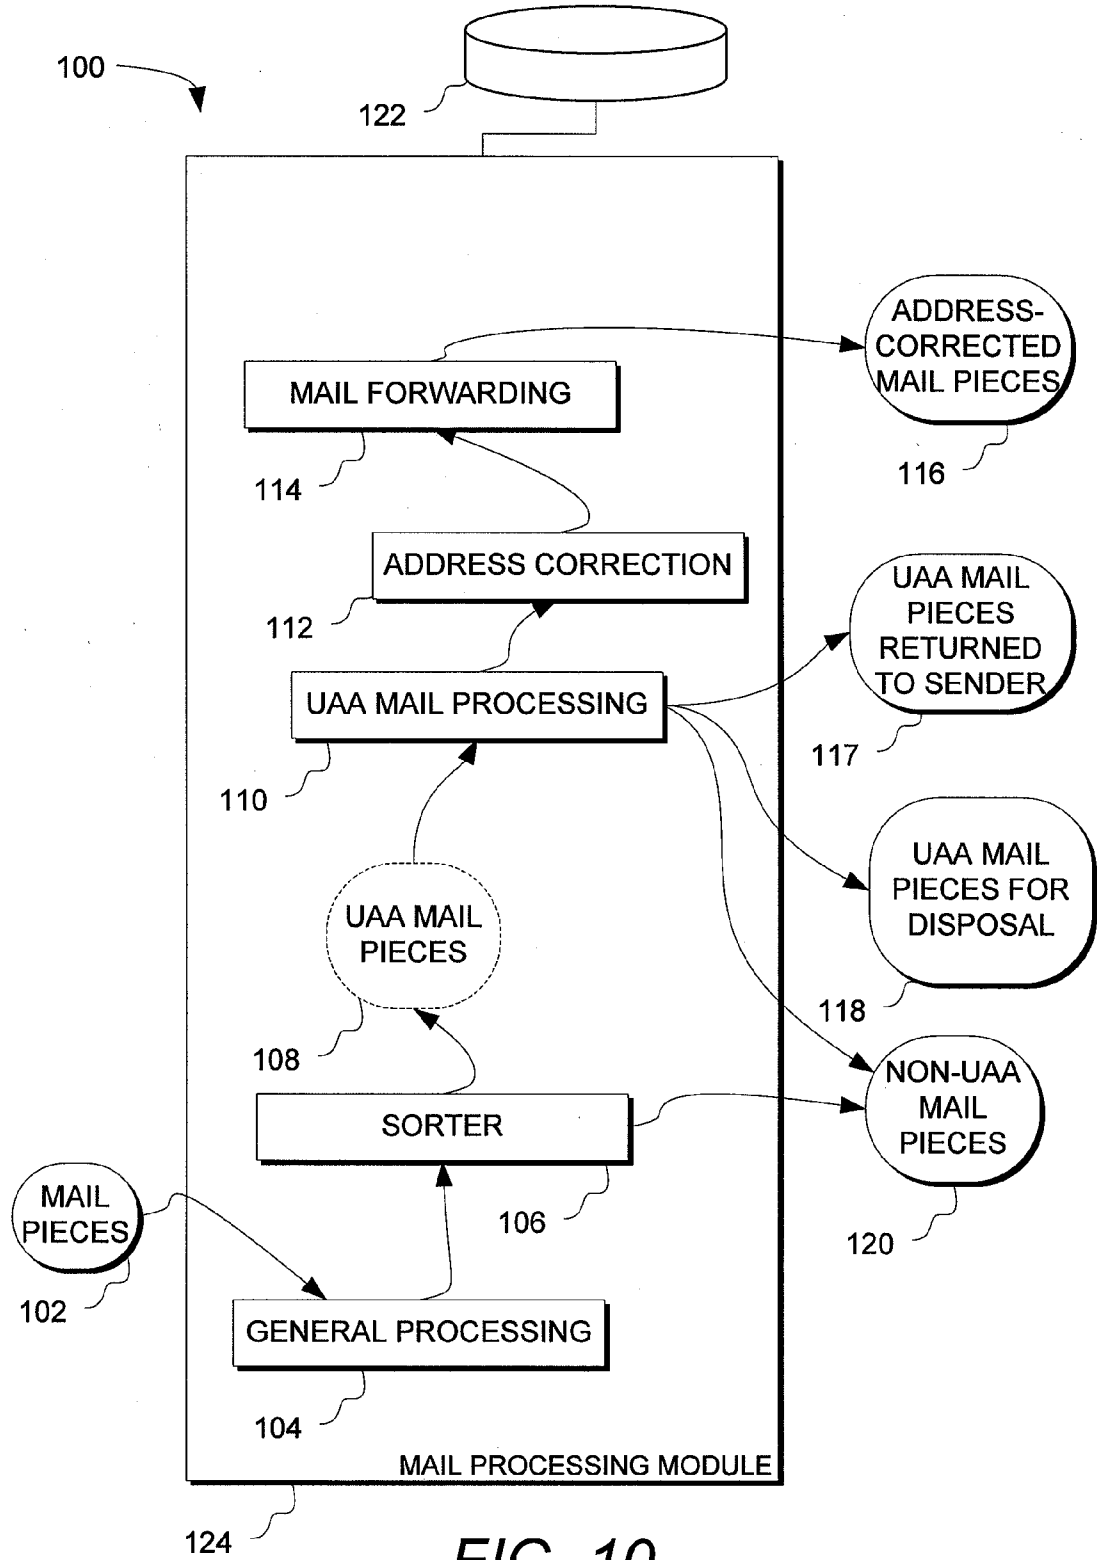 100
122
ADDRESS-
CORRECTED
MAIL PIECES
116
MAIL FORWARDING
114
ADDRESS CORRECTION
112
UAA MAIL
PIECES
RETURNED
TO SENDER
117
UAA MAIL PROCESSING
110
UAA MAIL
PIECES FOR
DISPOSAL
118
UAA MAIL
PIECES
108
NON-UAA
MAIL
PIECES
120
SORTER
106
MAIL
PIECES
102
GENERAL PROCESSING
104
MAIL PROCESSING MODULE
124
FIG. 10